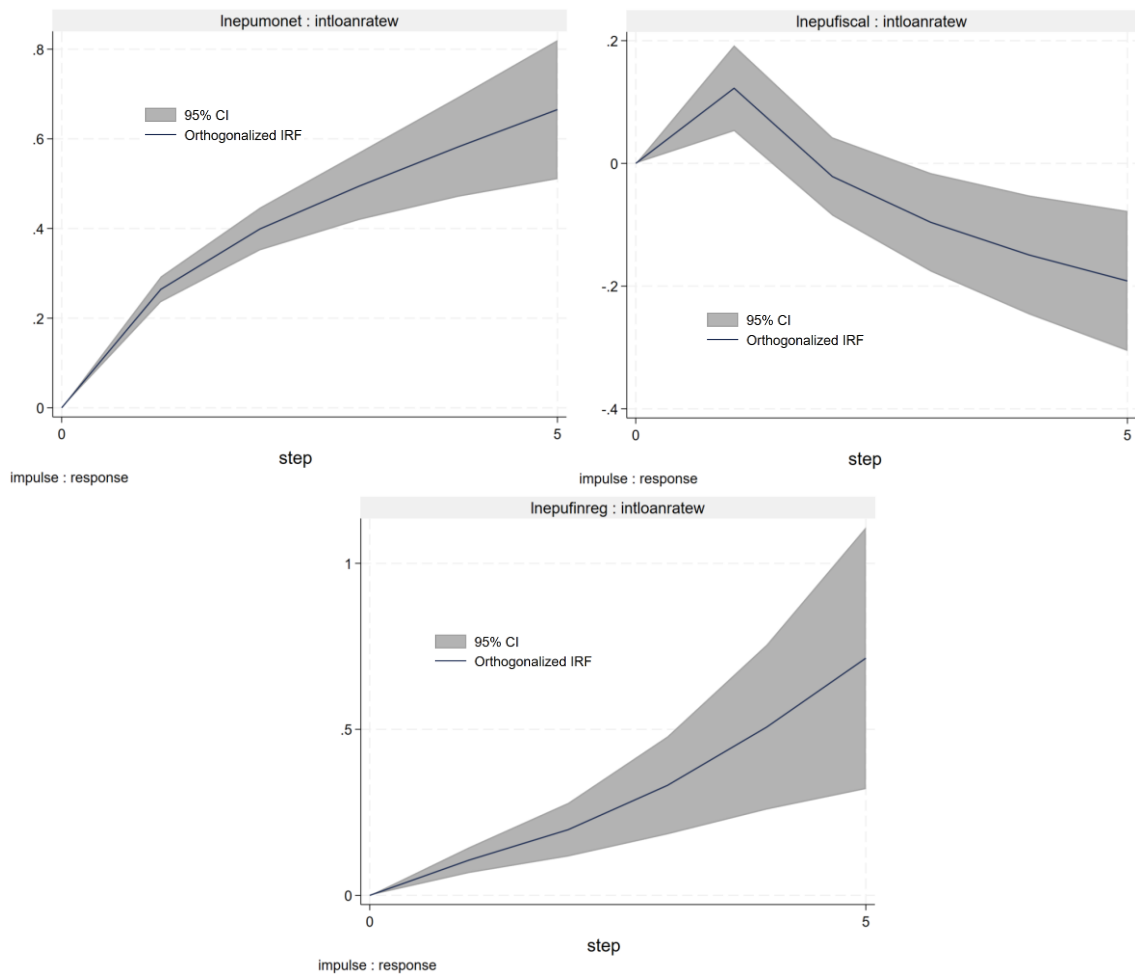 lnepumonet : intloanratew
.8
.6
.4
.2
0
95% CI
Orthogonalized IRF
0
5
step
impulse : response
lnepufiscal : intloanratew
.2
0
-.2
-.4
95% CI
Orthogonalized IRF
0
5
step
impulse : response
lnepufinreg : intloanratew
1
.5
0
95% CI
Orthogonalized IRF
0
5
step
impulse : response